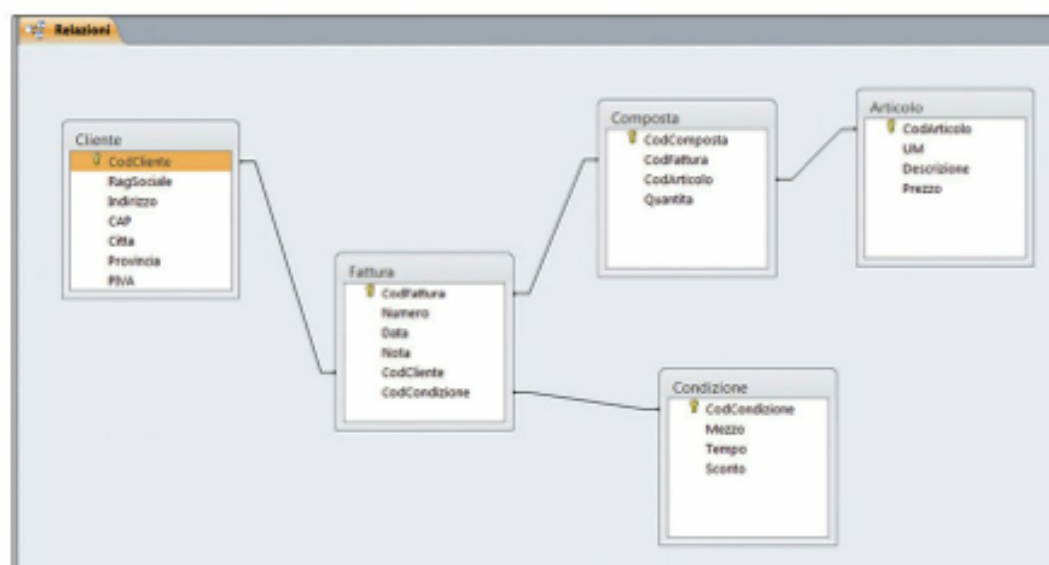 Relazioni
Cliente
CodCliente
RagSociale
Indirizzo
CAP
Citta
Provincia
PIVA
Fattura
CodFattura
Numero
Data
Nota
CodCliente
CodCondizione
Composta
CodComposta
CodFattura
CodArticolo
Quantita
Articolo
CodArticolo
UM
Descrizione
Prezzo
Condizione
CodCondizione
Mezzo
Tempo
Sconto